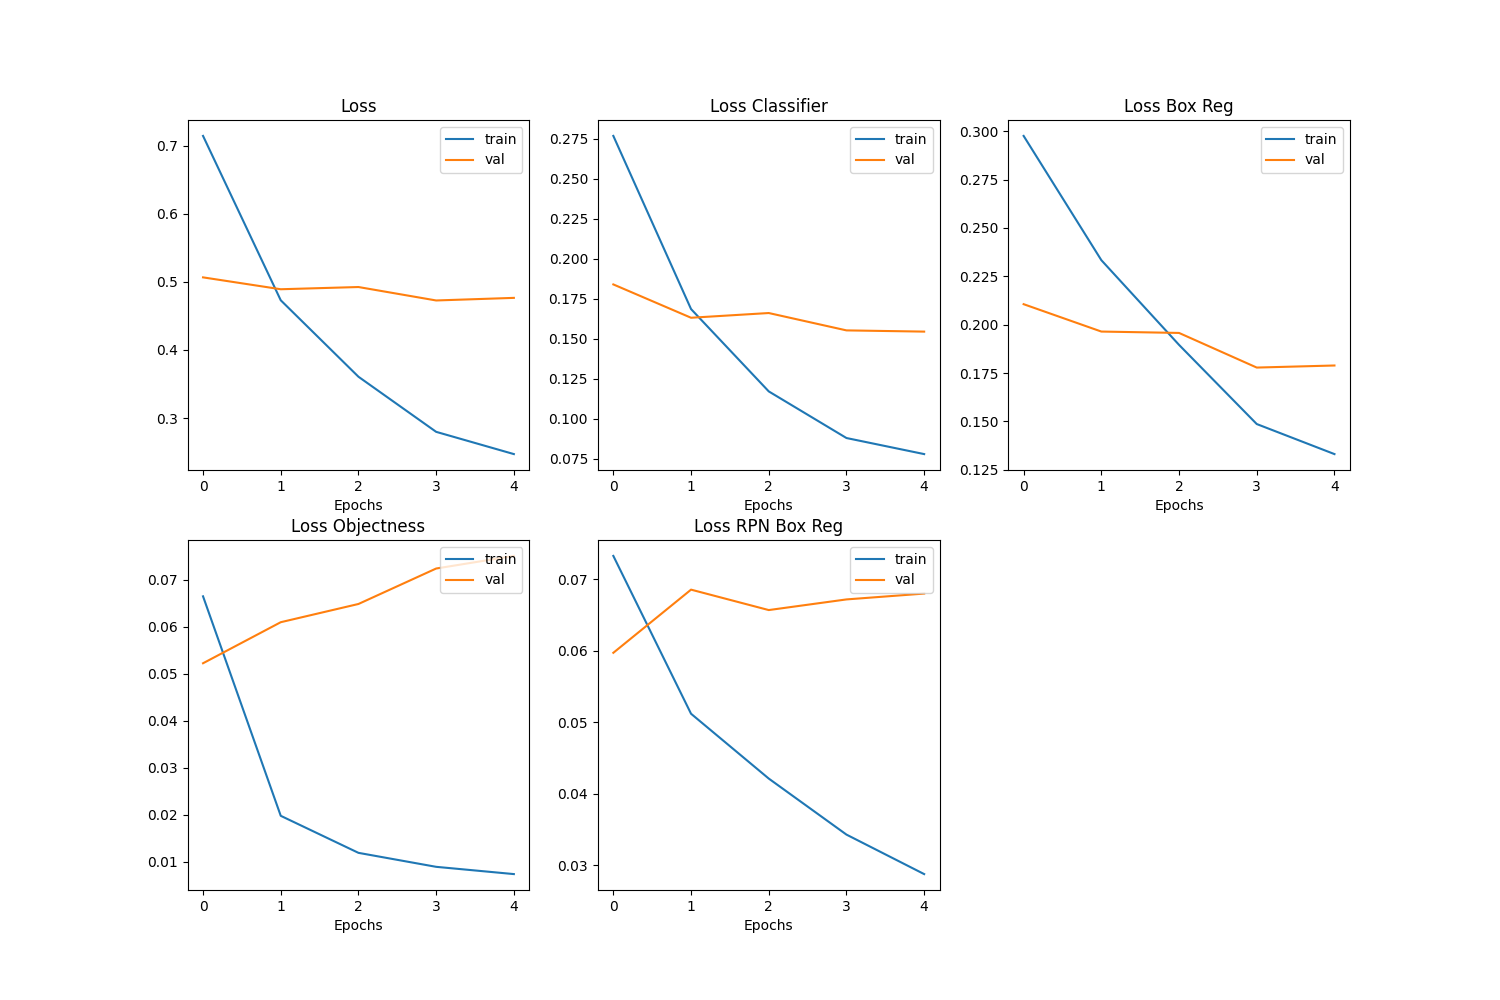 Loss
train
val
0.7
0.6
0.5
0.4
0.3
0 1 2 3 4
Epochs
Loss Classifier
train
val
0.275
0.250
0.225
0.200
0.175
0.150
0.125
0.100
0.075
0 1 2 3 4
Epochs
Loss Box Reg
train
val
0.300
0.275
0.250
0.225
0.200
0.175
0.150
0.125
0 1 2 3 4
Epochs
Loss Objectness
train
val
0.07
0.06
0.05
0.04
0.03
0.02
0.01
0 1 2 3 4
Epochs
Loss RPN Box Reg
train
val
0.07
0.06
0.05
0.04
0.03
0 1 2 3 4
Epochs